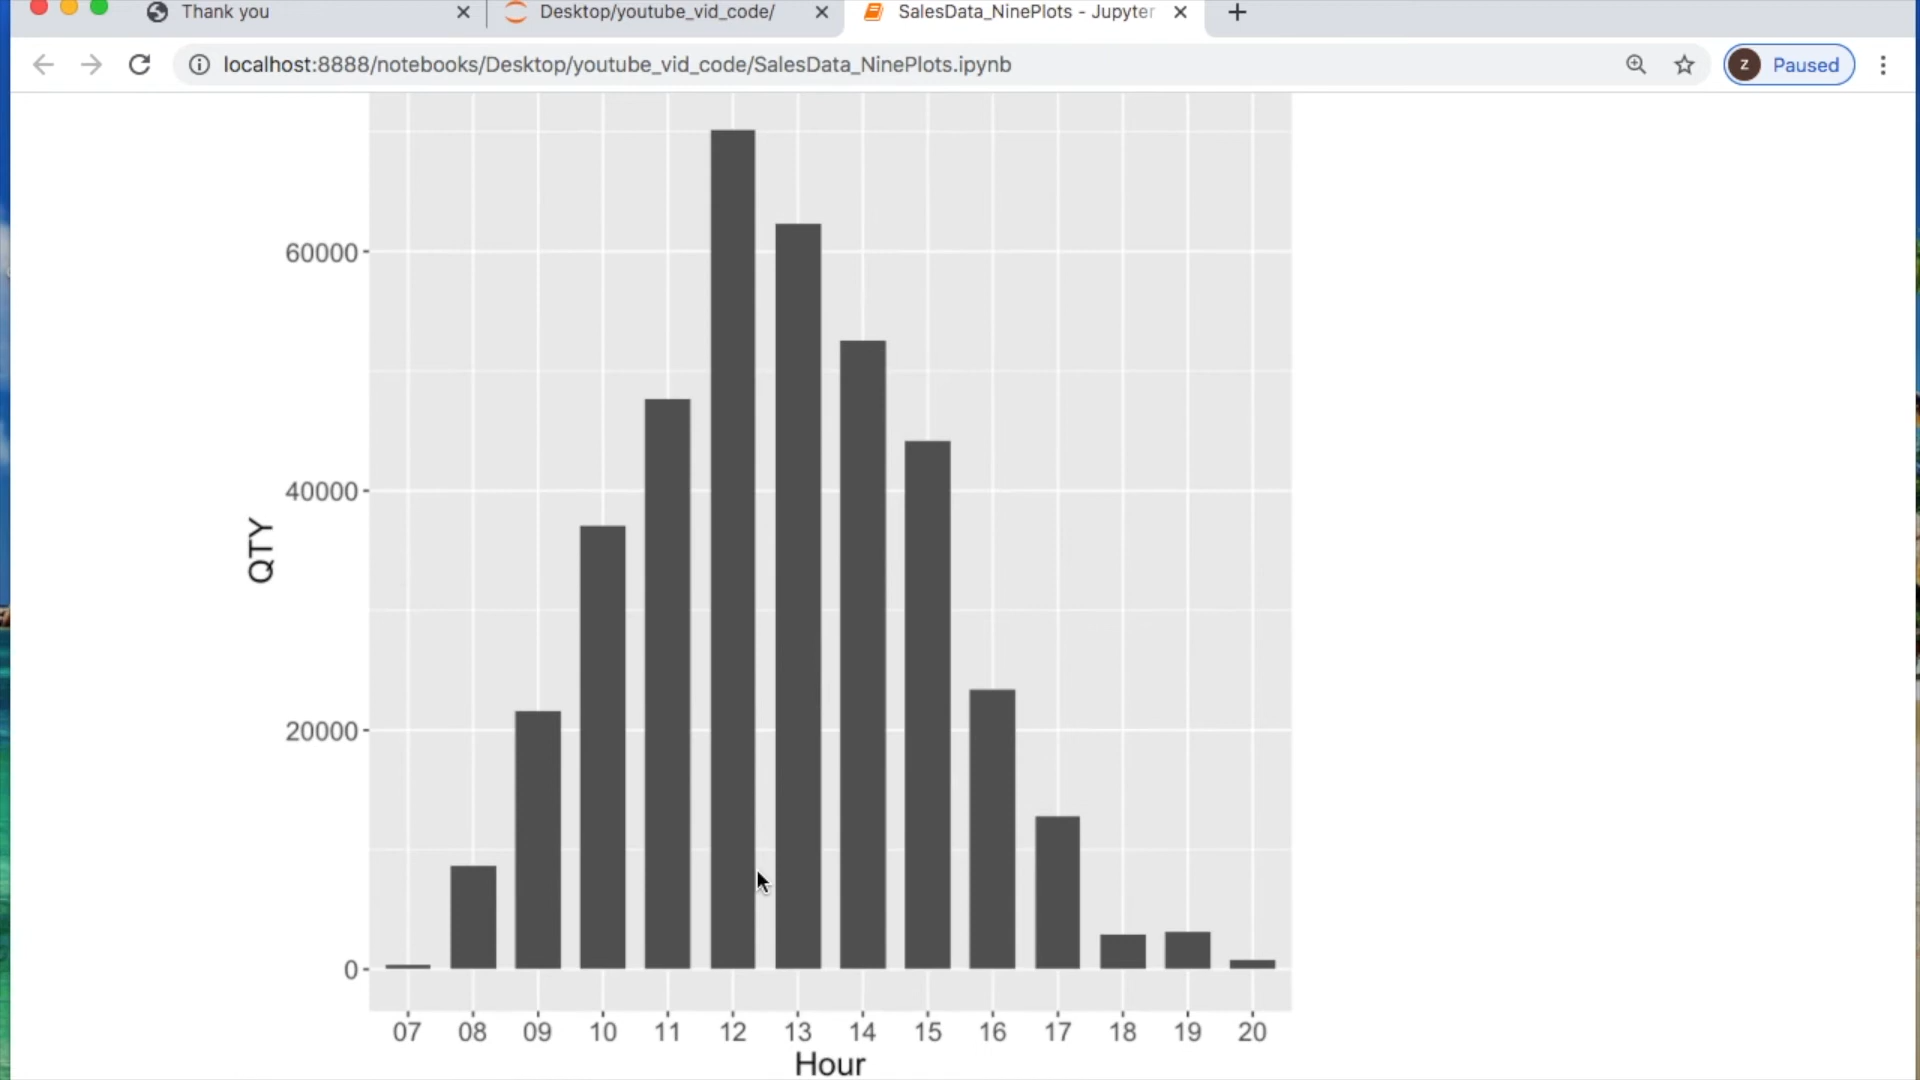 Thank you
Desktop/youtube_vid_code/
SalesData_NinePlots - Jupyter
localhost:8888/notebooks/Desktop/youtube_vid_code/SalesData_NinePlots.ipynb
z
Paused
60000
40000
20000
0
QTY
07 08 09 10 11 12 13 14 15 16 17 18 19 20
Hour